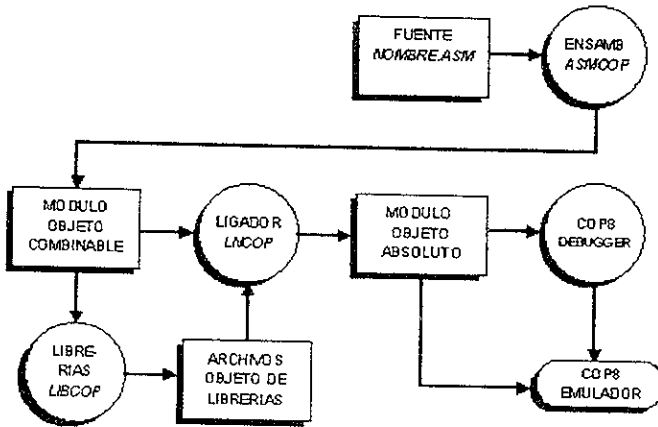 FUENTE
NOMBRE.ASM
ENSAMB
ASMCOP
MODULO
OBJETO
COMBINABLE
LIGADOR
LNCOP
MODULO
OBJETO
ABSOLUTO
COP8
DEBUGGER
LIBRE-
RIAS
LIBCOP
ARCHIVOS
OBJETO DE
LIBRERIAS
COP8
EMULADOR